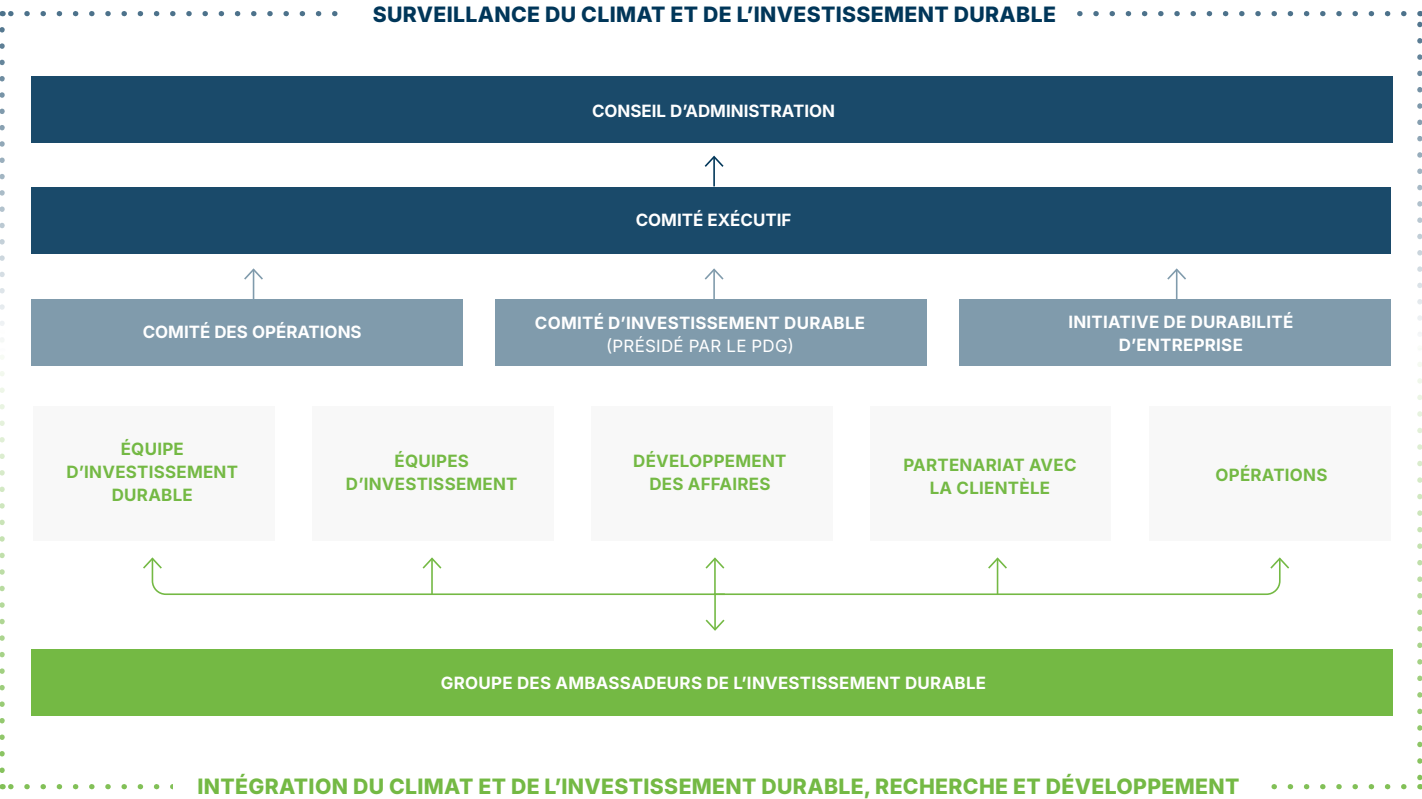 SURVEILLANCE DU CLIMAT ET DE L’INVESTISSEMENT DURABLE
CONSEIL D’ADMINISTRATION
COMITÉ EXÉCUTIF
COMITÉ DES OPÉRATIONS
COMITÉ D’INVESTISSEMENT DURABLE
(PRÉSIDÉ PAR LE PDG)
INITIATIVE DE DURABILITÉ
D’ENTREPRISE
ÉQUIPE
D’INVESTISSEMENT
DURABLE
ÉQUIPES
D’INVESTISSEMENT
DÉVELOPPEMENT
DES AFFAIRES
PARTENARIAT AVEC
LA CLIENTÈLE
OPÉRATIONS
GROUPE DES AMBASSADEURS DE L’INVESTISSEMENT DURABLE
INTÉGRATION DU CLIMAT ET DE L’INVESTISSEMENT DURABLE, RECHERCHE ET DÉVELOPPEMENT